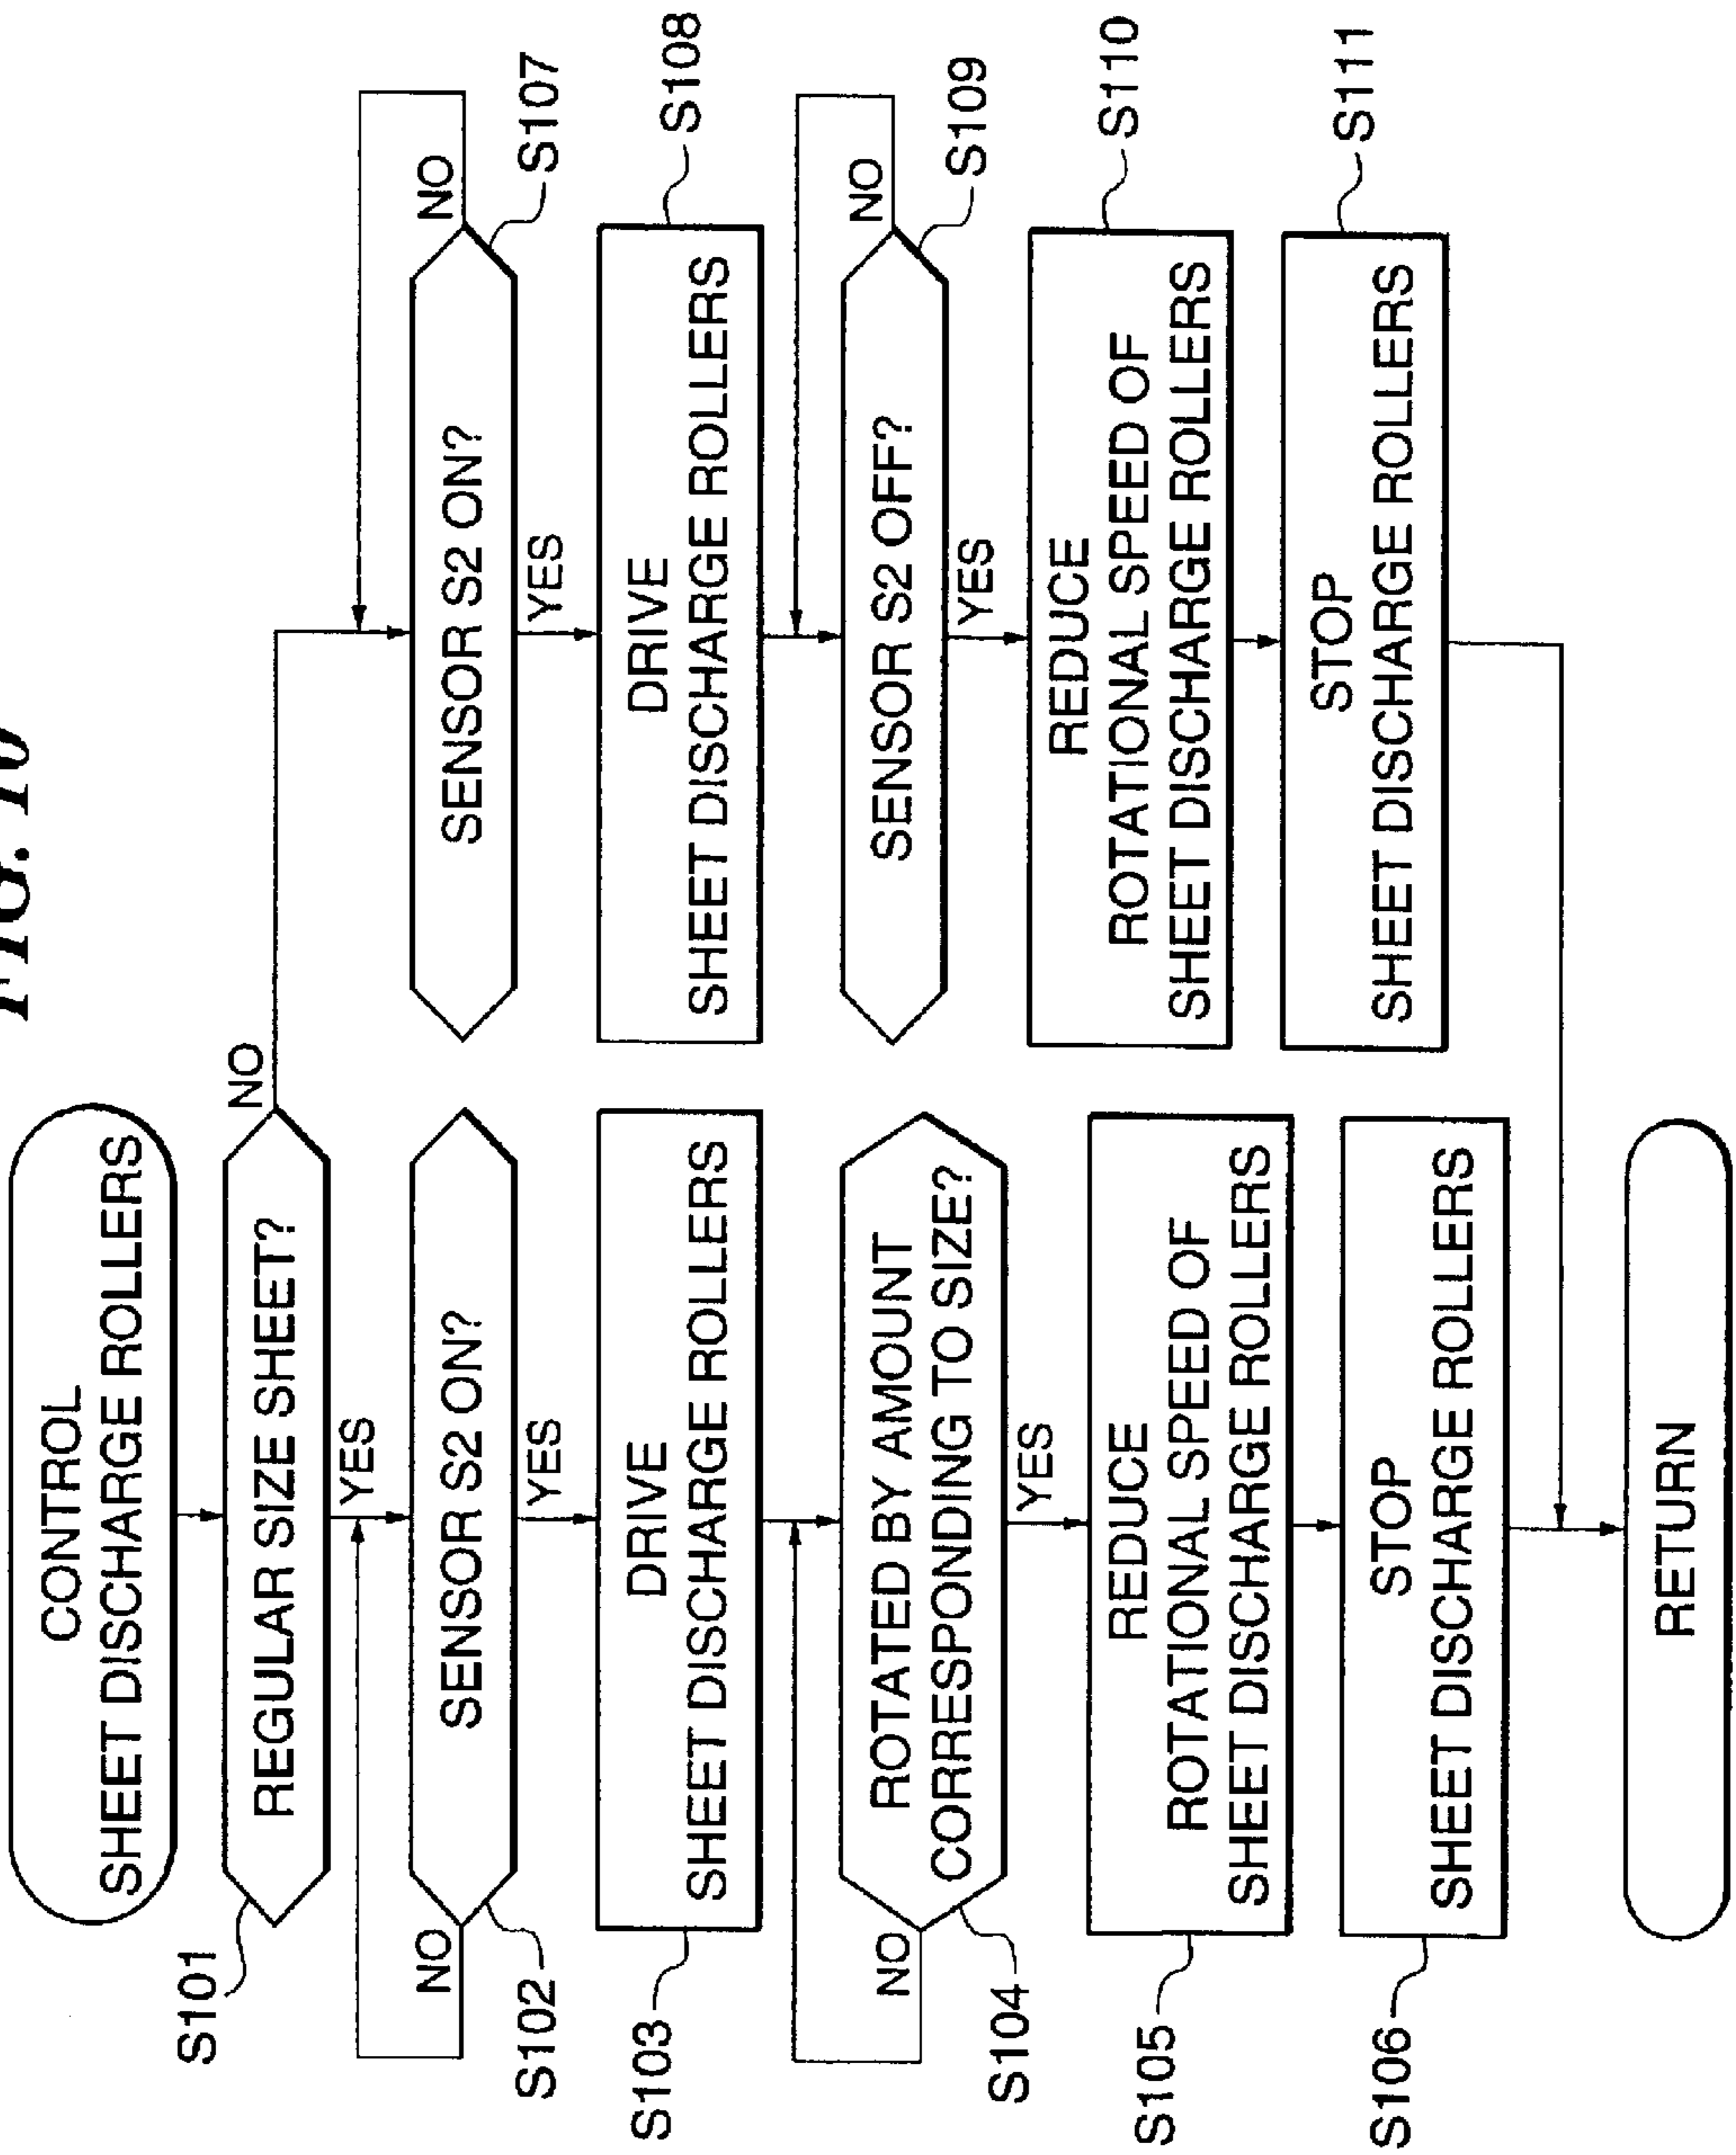 FIG. 10
CONTROL
SHEET DISCHARGE ROLLERS
S101
REGULAR SIZE SHEET?
NO
YES
SENSOR S2 ON?
NO
S102
YES
DRIVE
SHEET DISCHARGE ROLLERS
S103
ROTATED BY AMOUNT
CORRESPONDING TO SIZE?
NO
S104
YES
REDUCE
ROTATIONAL SPEED OF
SHEET DISCHARGE ROLLERS
S105
STOP
SHEET DISCHARGE ROLLERS
S106
SENSOR S2 ON?
NO
S107
YES
DRIVE
SHEET DISCHARGE ROLLERS
S108
SENSOR S2 OFF?
NO
S109
YES
REDUCE
ROTATIONAL SPEED OF
SHEET DISCHARGE ROLLERS
S110
STOP
SHEET DISCHARGE ROLLERS
S111
RETURN